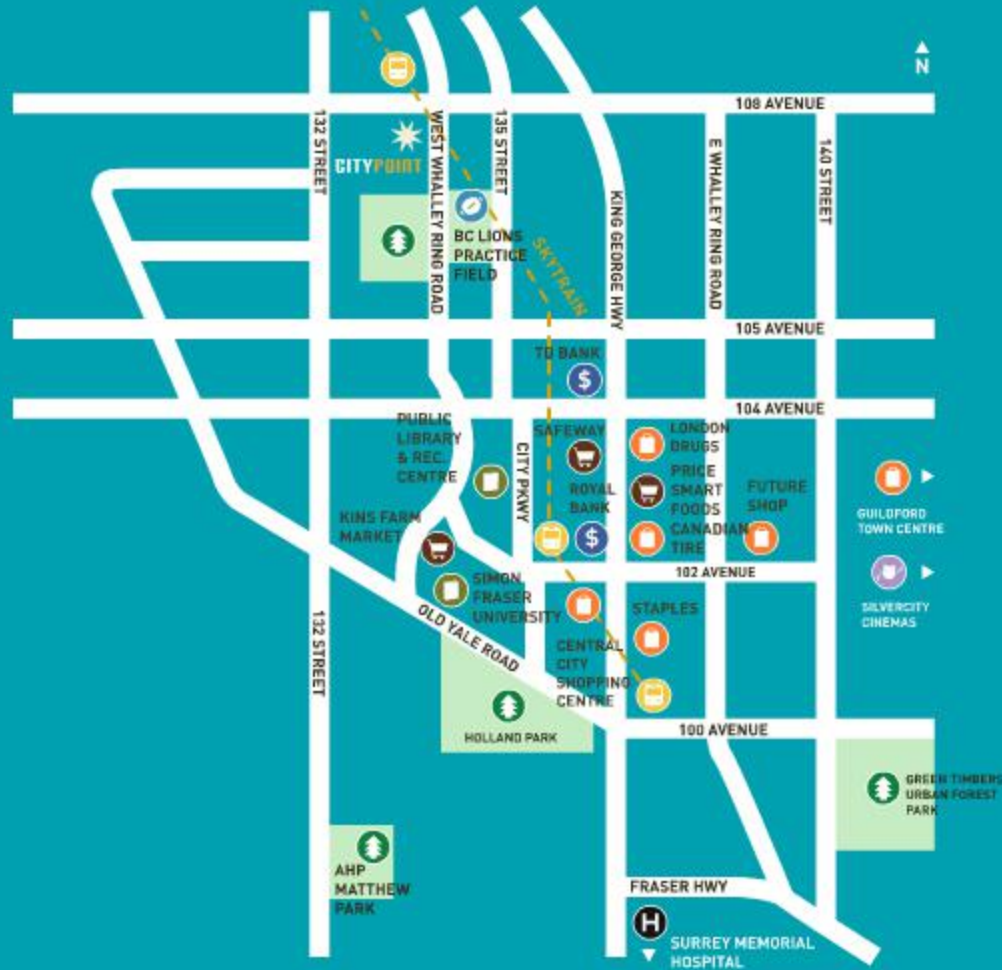 N
108 AVENUE
132 STREET
WEST WHALLEY RING ROAD
135 STREET
E WHALLEY RING ROAD
140 STREET
CITYPOINT
KING GEORGE HWY
BC LIONS
PRACTICE
FIELD
SKYTRAIN
105 AVENUE
TD BANK
$
104 AVENUE
PUBLIC
LIBRARY
& REC.
CENTRE
CITY PKWY
SAFEWAY
LONDON
DRUGS
ROYAL
BANK
$
PRICE
SMART
FOODS
CANADIAN
TIRE
FUTURE
SHOP
GUILDFORD
TOWN CENTRE
KINS FARM
MARKET
102 AVENUE
SIMON
FRASER
UNIVERSITY
STAPLES
SILVERCITY
CINEMAS
132 STREET
OLD YALE ROAD
CENTRAL
CITY
SHOPPING
CENTRE
HOLLAND PARK
100 AVENUE
GREEN TIMBERS
URBAN FOREST
PARK
AHP
MATTHEW
PARK
FRASER HWY
H
SURREY MEMORIAL
HOSPITAL